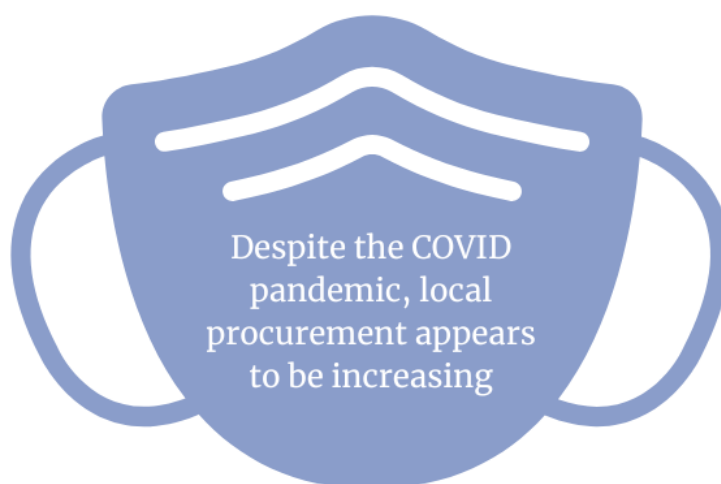 Despite the COVID
pandemic, local
procurement appears
to be increasing